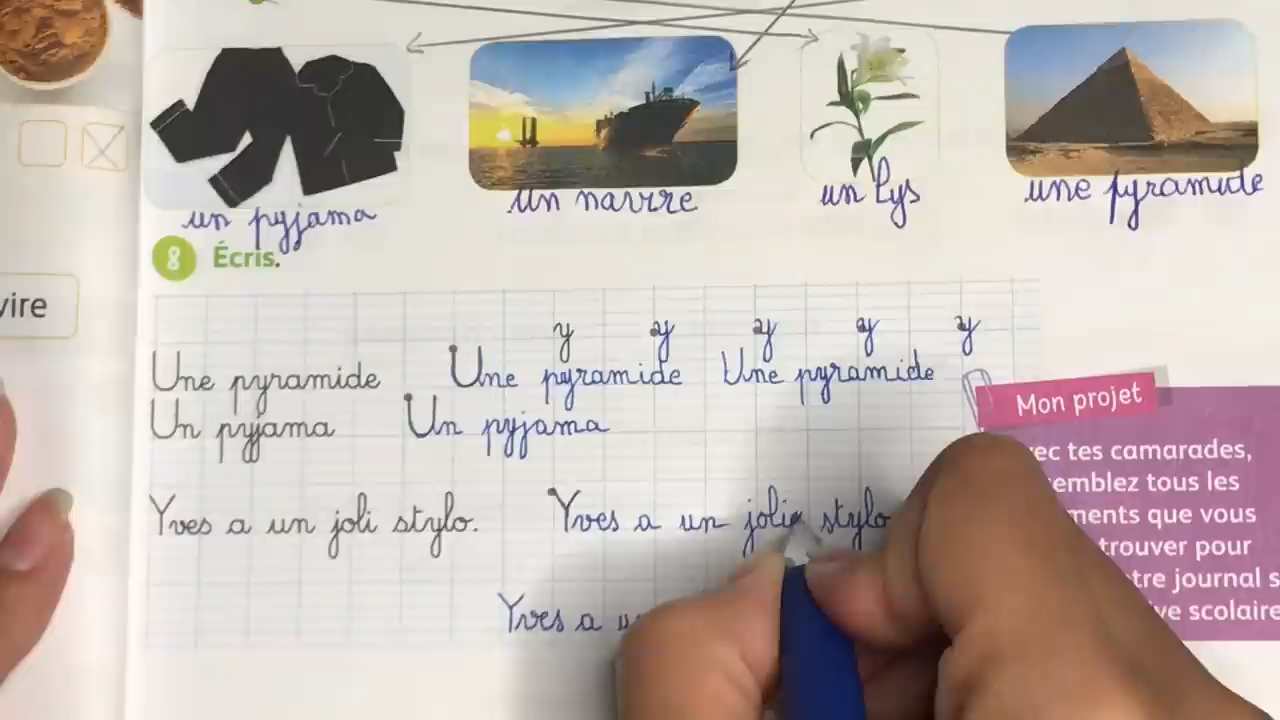 un pyjama
un navire
un lys
une pyramide
8 Écris.
vire
y y y y y
Une pyramide Une pyramide Une pyramide
Un pyjama Un pyjama
Yves a un joli stylo. Yves a un joli stylo
Yves a
Mon projet
ec tes camarades,
emblez tous les
ments que vous
trouver pour
tre journal s
ve scolaire